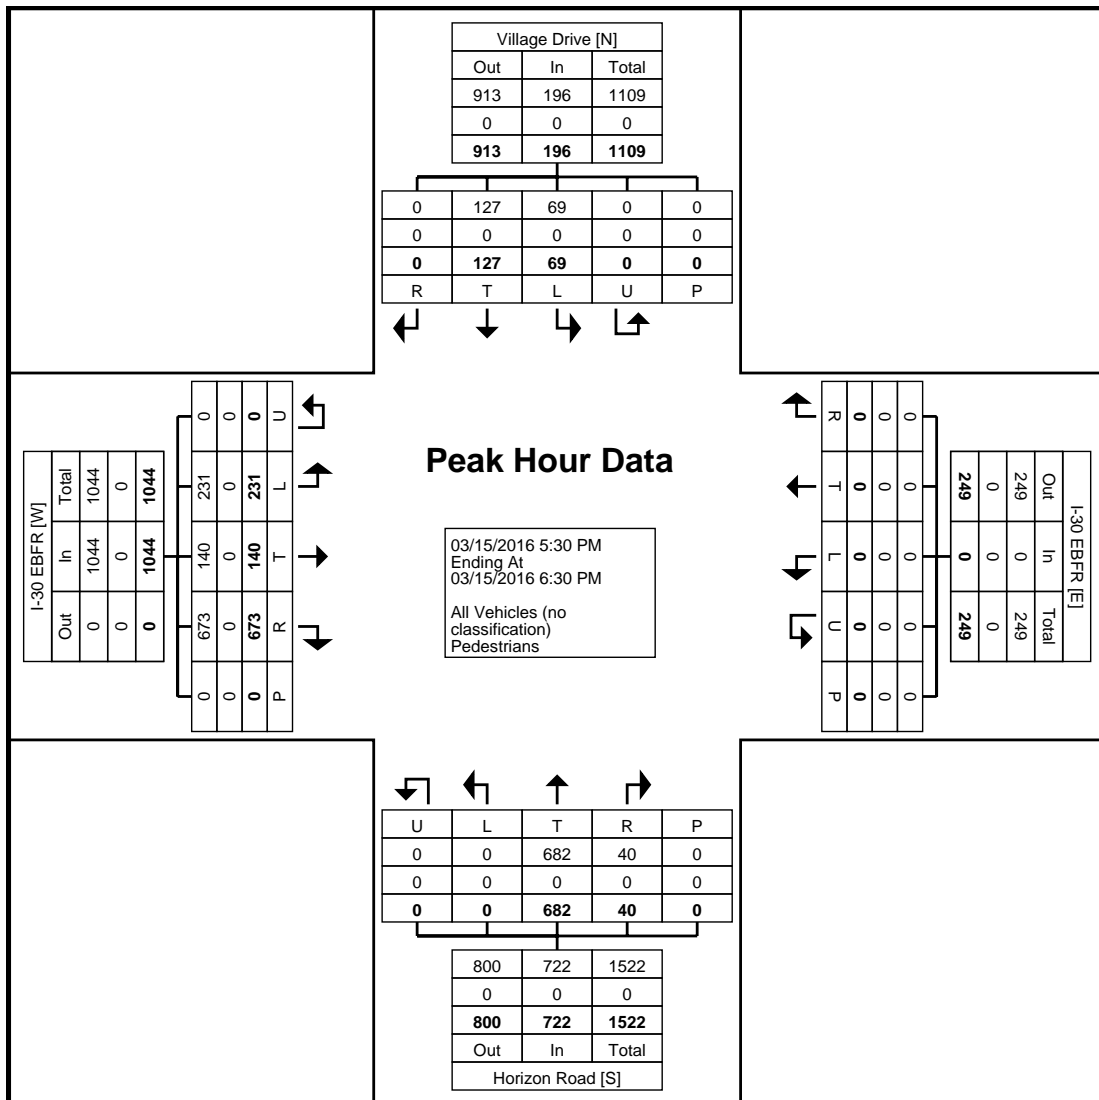 Village Drive [N]
Out In Total
913 196 1109
0 0 0
913 196 1109
0 127 69 0 0
0 0 0 0 0
0 127 69 0 0
R T L U P
Peak Hour Data
03/15/2016 5:30 PM
Ending At
03/15/2016 6:30 PM
All Vehicles (no
classification)
Pedestrians
I-30 EBFR [W]
Out In Total
0 1044 1044
0 0 0
0 1044 1044
0 673 140 231 0
0 0 0 0 0
0 673 140 231 0
P R T L U
I-30 EBFR [E]
Out In Total
249 0 249
0 0 0
249 0 249
0 0 0 0 0
0 0 0 0 0
0 0 0 0 0
R T L U P
U L T R P
0 0 682 40 0
0 0 0 0 0
0 0 682 40 0
800 722 1522
0 0 0
800 722 1522
Out In Total
Horizon Road [S]